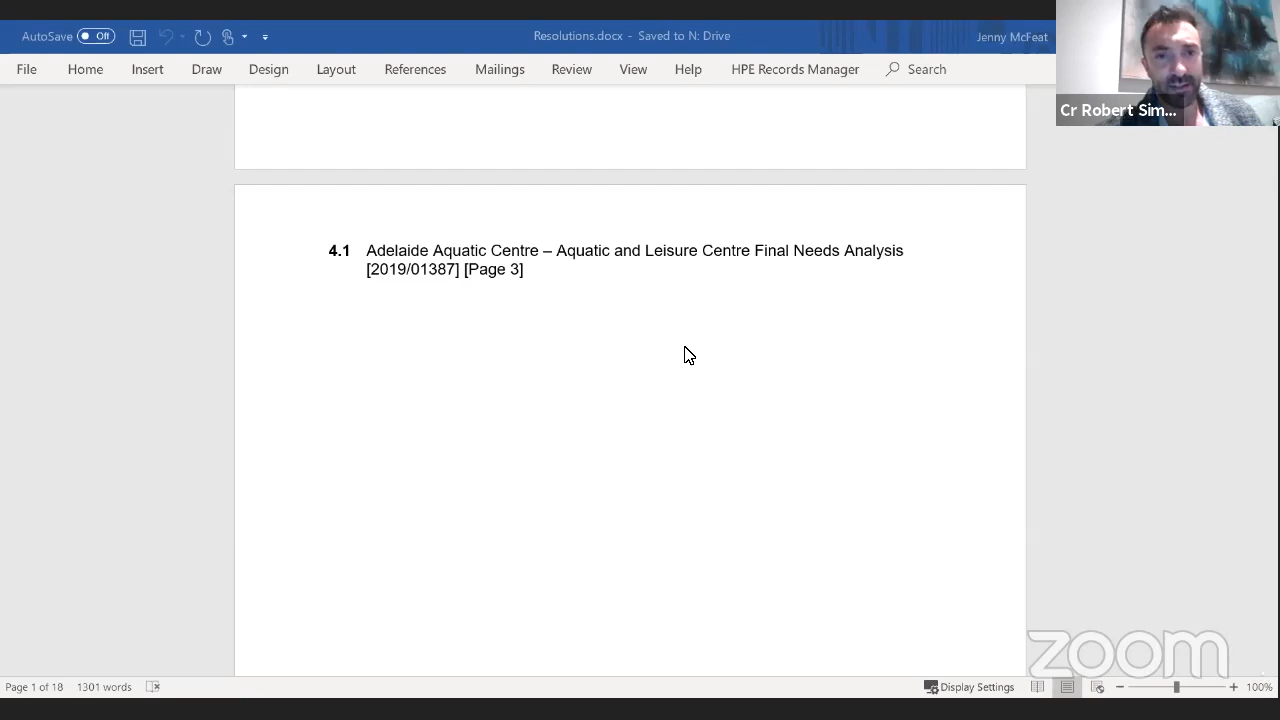 AutoSave Off
Resolutions.docx - Saved to N: Drive
Jenny McFeat
File Home Insert Draw Design Layout References Mailings Review View Help HPE Records Manager Search
Cr Robert Sim...
4.1 Adelaide Aquatic Centre – Aquatic and Leisure Centre Final Needs Analysis
[2019/01387] [Page 3]
zoom
Page 1 of 18 1301 words
Display Settings
100%